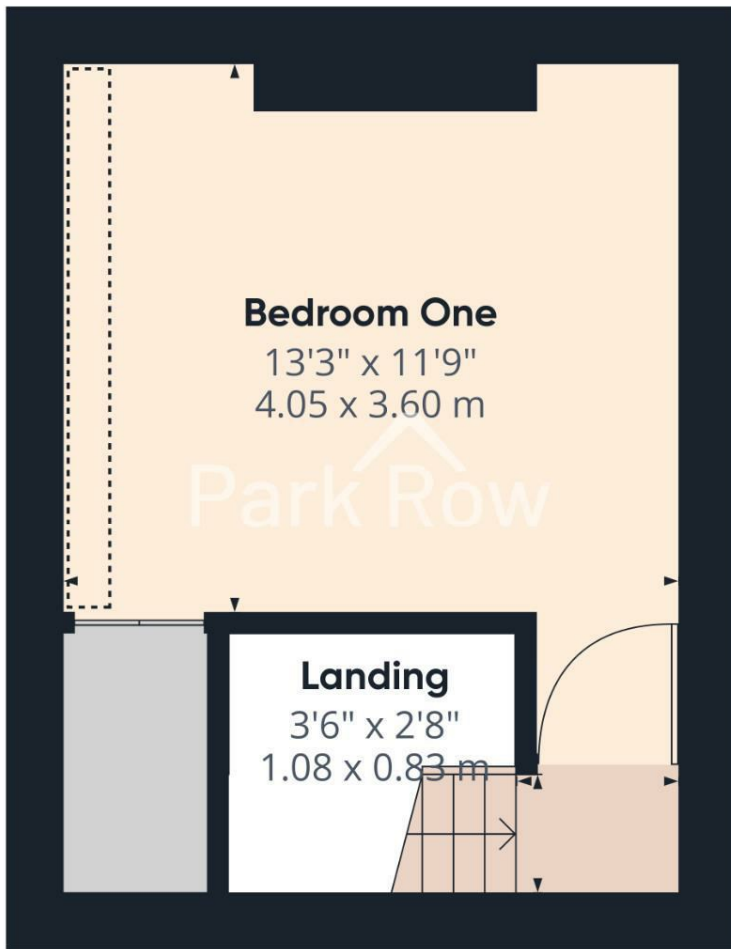 Bedroom One
13'3" x 11'9"
4.05 x 3.60 m
Park Row
Landing
3'6" x 2'8"
1.08 x 0.83 m